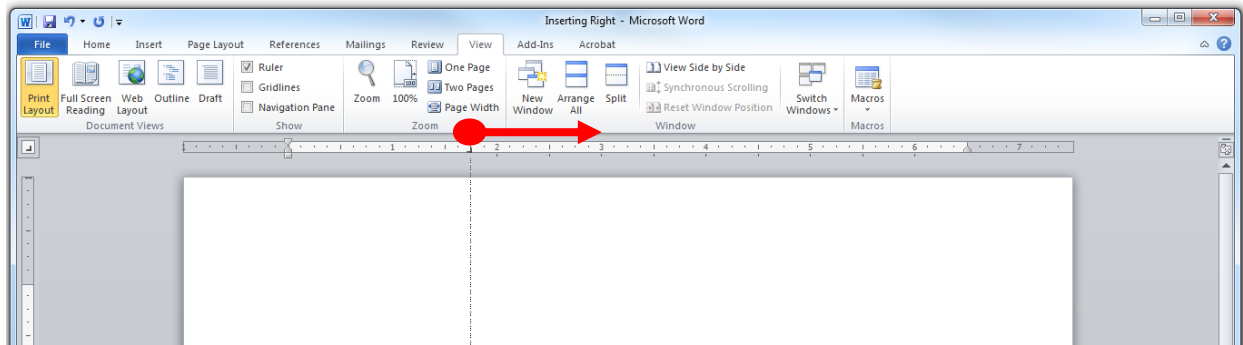 Inserting Right - Microsoft Word
File Home Insert Page Layout References Mailings Review View Add-Ins Acrobat
Print Layout
Full Screen Reading
Web Layout
Outline
Draft
Document Views
Ruler
Gridlines
Navigation Pane
Show
Zoom
100%
One Page
Two Pages
Page Width
Zoom
New Window
Arrange All
Split
View Side by Side
Synchronous Scrolling
Reset Window Position
Window
Switch Windows
Macros
Macros
1 2 3 4 5 6 7